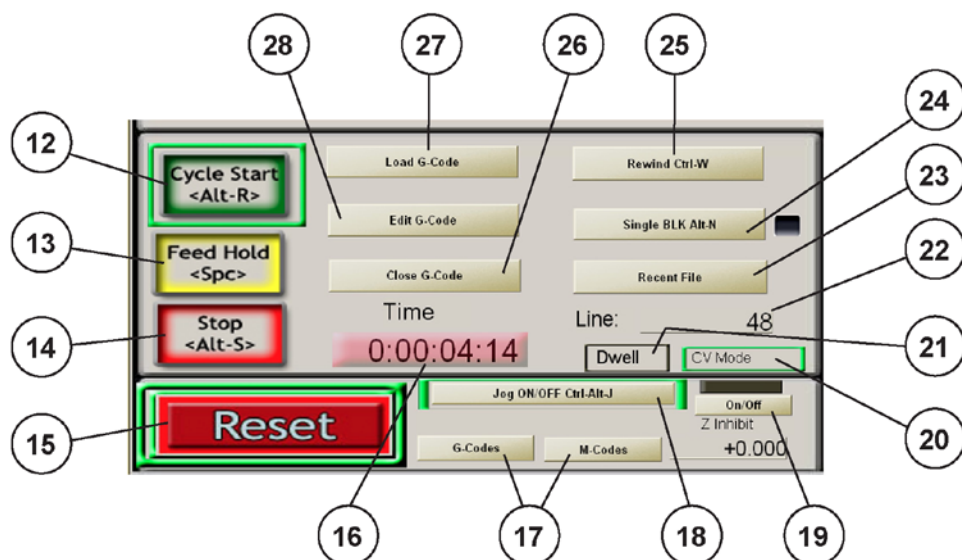 28
27
26
25
24
12
Cycle Start
<Alt-R>
Load G-Code
Rewind Ctrl-W
23
Edit G-Code
Single BLK Alt-N
13
Feed Hold
<Spc>
Close G-Code
Recent File
22
14
Stop
<Alt-S>
Time
0:00:04:14
Line:
48
Dwell
CV Mode
21
15
Reset
Jog ON/OFF Ctrl-Alt-J
On/Off
Z Inhibit
+0.000
20
G-Codes
M-Codes
16
17
18
19